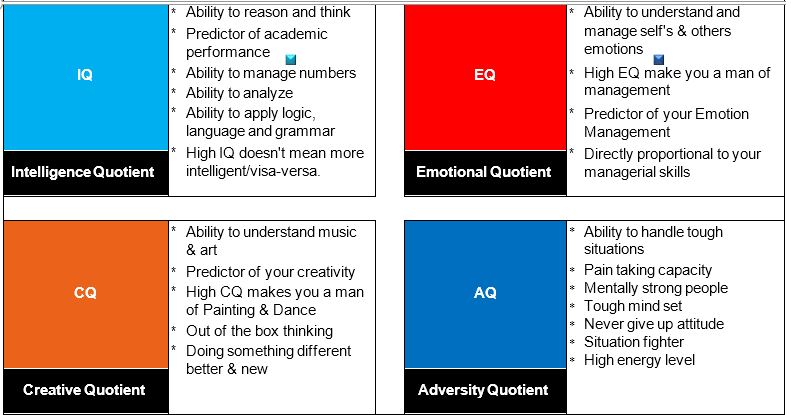 IQ
Intelligence Quotient
* Ability to reason and think
* Predictor of academic
performance
* Ability to manage numbers
* Ability to analyze
* Ability to apply logic,
language and grammar
* High IQ doesn't mean more
intelligent/visa-versa.
EQ
Emotional Quotient
* Ability to understand and
manage self's & others
emotions
* High EQ make you a man of
management
* Predictor of your Emotion
Management
* Directly proportional to your
managerial skills
CQ
Creative Quotient
* Ability to understand music
& art
* Predictor of your creativity
* High CQ makes you a man
of Painting & Dance
* Out of the box thinking
* Doing something different
better & new
AQ
Adversity Quotient
* Ability to handle tough
situations
* Pain taking capacity
* Mentally strong people
* Tough mind set
* Never give up attitude
* Situation fighter
* High energy level